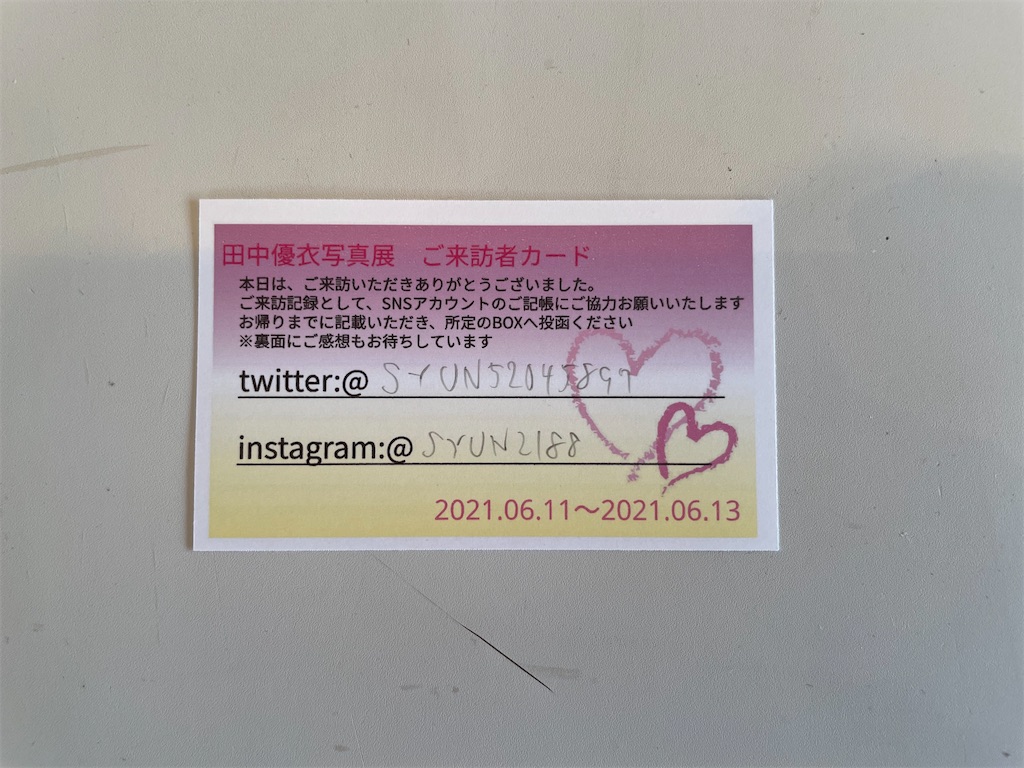 田中優衣写真展　ご来訪者カード
本日は、ご来訪いただきありがとうございました。
ご来訪記録として、SNSアカウントのご記帳にご協力お願いいたします
お帰りまでに記載いただき、所定のBOXへ投函ください
※裏面にご感想もお待ちしています
twitter:@ SYUN52045897
instagram:@ SYUN2188
2021.06.11～2021.06.13